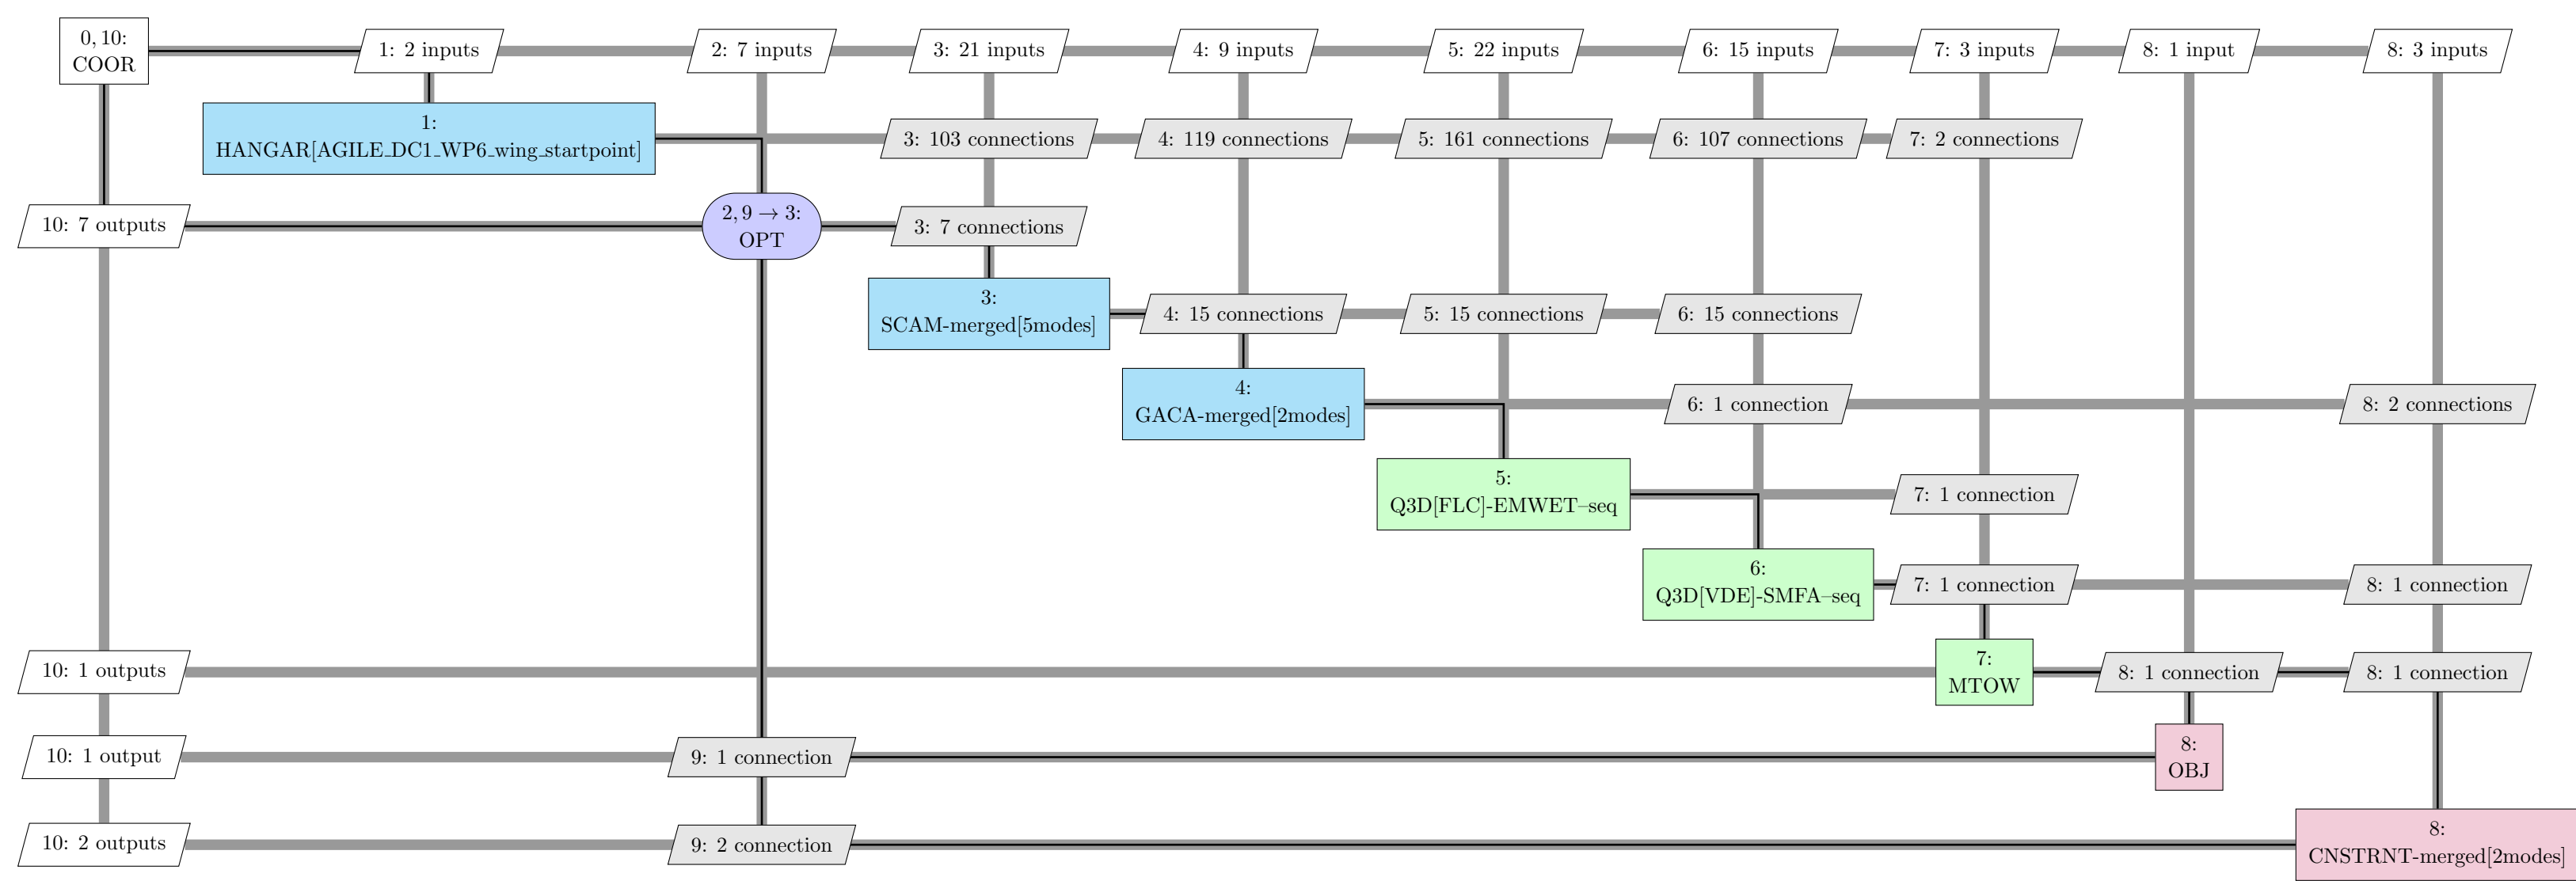 0, 10:
COOR
1: 2 inputs
2: 7 inputs
3: 21 inputs
4: 9 inputs
5: 22 inputs
6: 15 inputs
7: 3 inputs
8: 1 input
8: 3 inputs
1:
HANGAR[AGILE_DC1_WP6_wing_startpoint]
3: 103 connections
4: 119 connections
5: 161 connections
6: 107 connections
7: 2 connections
10: 7 outputs
2, 9 → 3:
OPT
3: 7 connections
3:
SCAM-merged[5modes]
4: 15 connections
5: 15 connections
6: 15 connections
4:
GACA-merged[2modes]
6: 1 connection
8: 2 connections
5:
Q3D[FLC]-EMWET–seq
7: 1 connection
6:
Q3D[VDE]-SMFA–seq
7: 1 connection
8: 1 connection
10: 1 outputs
7:
MTOW
8: 1 connection
8: 1 connection
10: 1 output
9: 1 connection
8:
OBJ
10: 2 outputs
9: 2 connection
8:
CNSTRNT-merged[2modes]